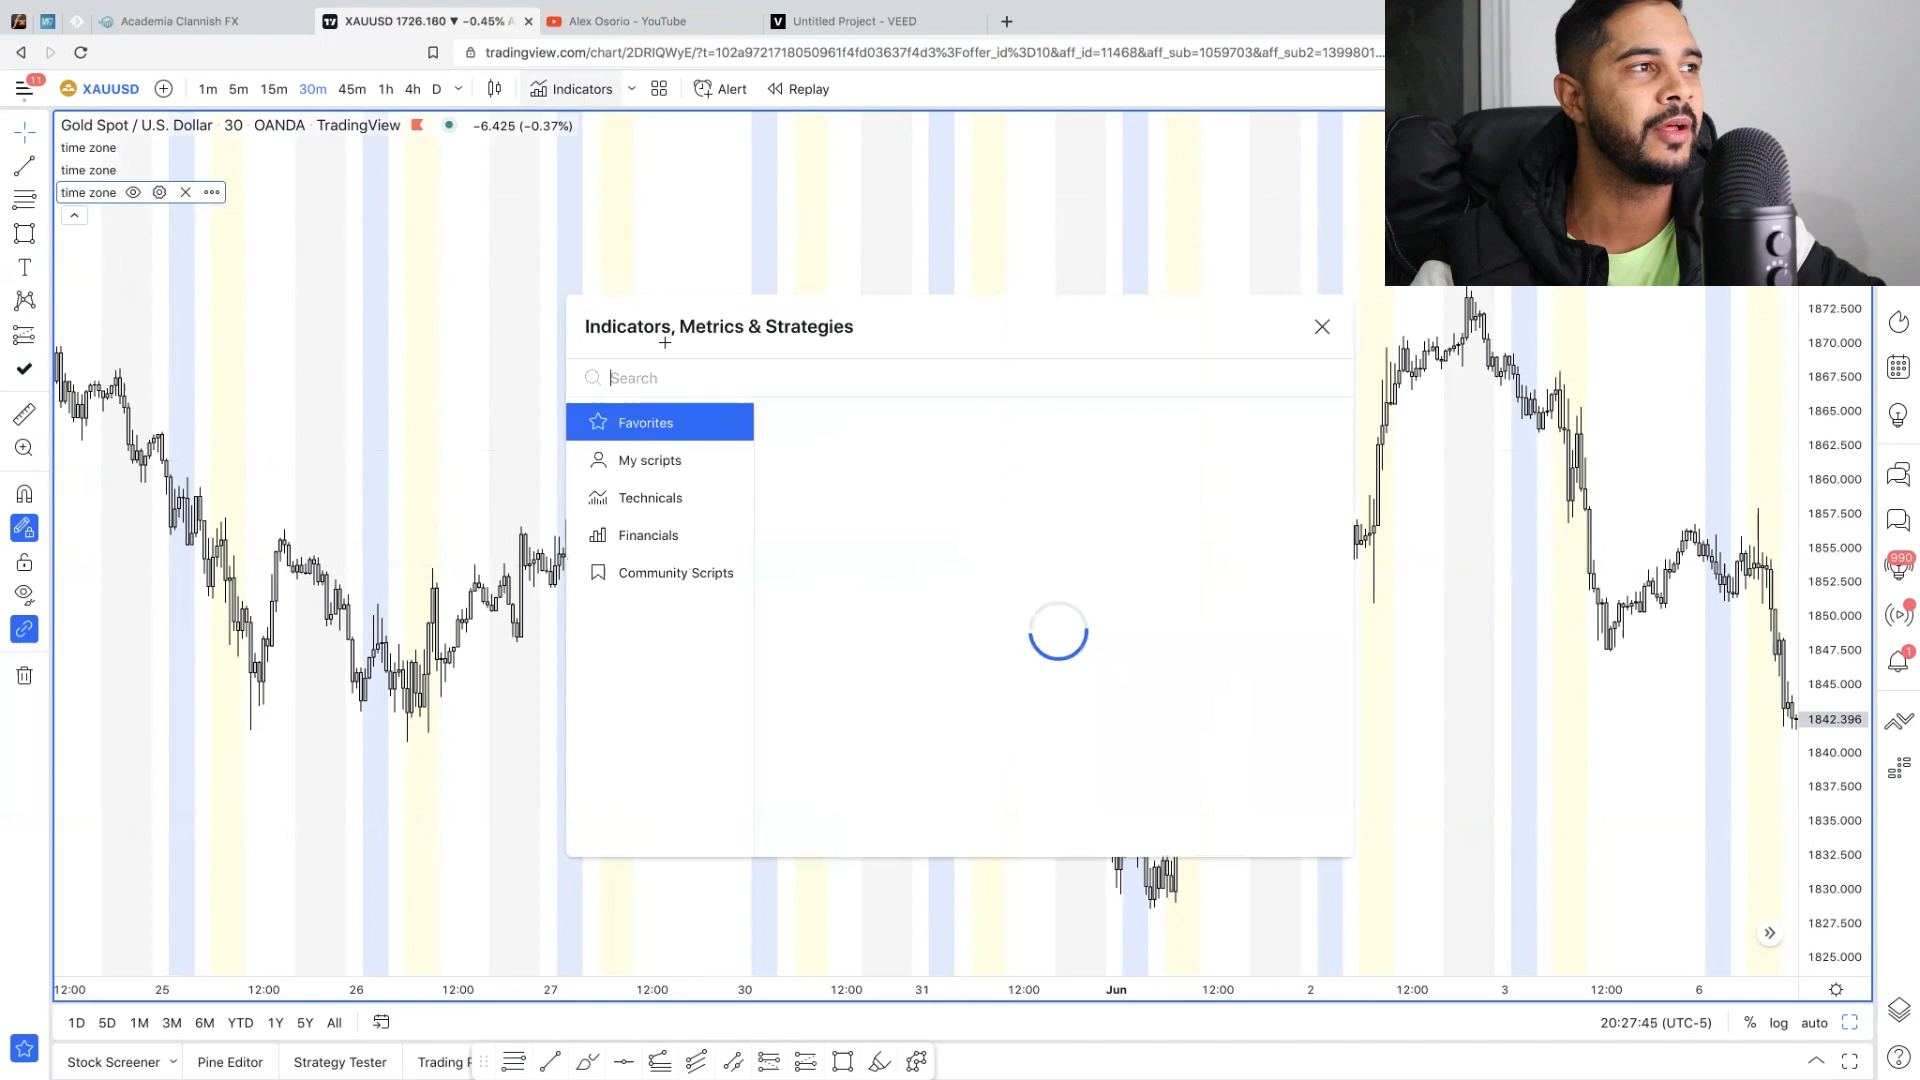 Academia Clannish FX
XAUUSD 1726.160 ▼ −0.45%
Alex Osorio - YouTube
Untitled Project - VEED
tradingview.com/chart/2DRIQWyE/?t=102a9721718050961f4fd03637f4d3%3Foffer_id%3D10&aff_id=11468&aff_sub=1059703&aff_sub2=1399801...
11
XAUUSD 1m 5m 15m 30m 45m 1h 4h D Indicators Alert Replay
Gold Spot / U.S. Dollar · 30 · OANDA · TradingView −6.425 (−0.37%)
time zone
time zone
time zone
Indicators, Metrics & Strategies
Search
Favorites
My scripts
Technicals
Financials
Community Scripts
1872.500
1870.000
1867.500
1865.000
1862.500
1860.000
1857.500
1855.000
1852.500
1850.000
1847.500
1845.000
1842.396
1840.000
1837.500
1835.000
1832.500
1830.000
1827.500
1825.000
990
1
12:00 25 12:00 26 12:00 27 12:00 30 12:00 31 12:00 Jun 12:00 2 12:00 3 12:00 6
1D 5D 1M 3M 6M YTD 1Y 5Y All 20:27:45 (UTC-5) % log auto
Stock Screener Pine Editor Strategy Tester Trading